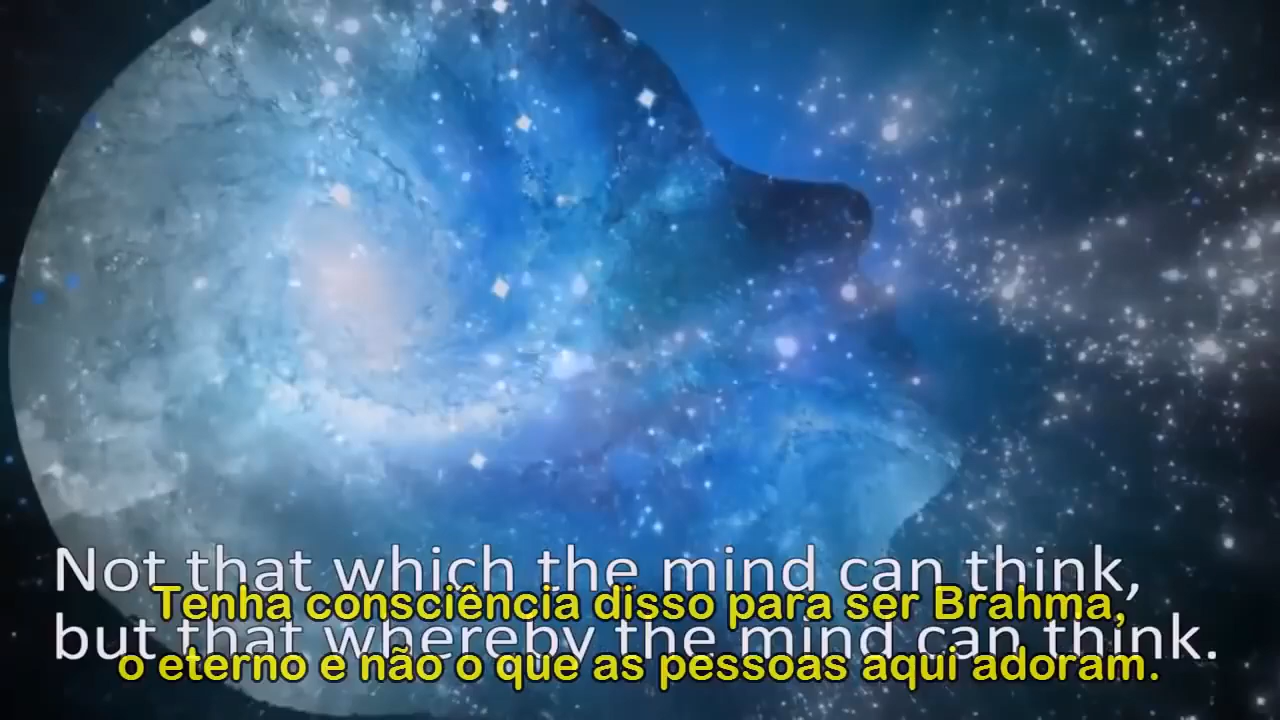 Not that which the mind can think,
Tenha consciência disso para ser Brahma,
but that whereby the mind can think.
o eterno e não o que as pessoas aqui adoram.